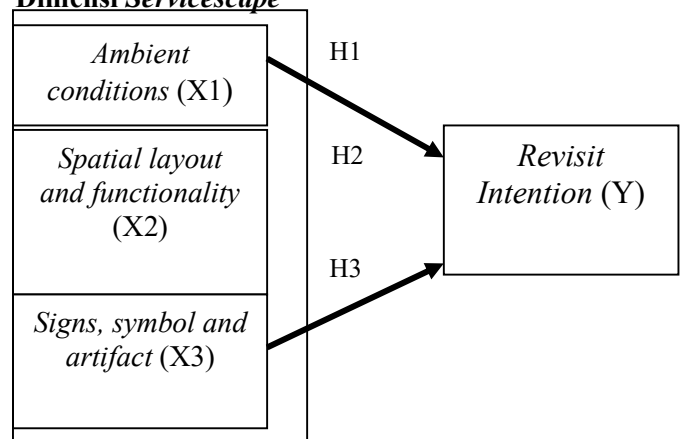 Dimensi Servicescape
Ambient
conditions (X1)
Spatial layout
and functionality
(X2)
Signs, symbol and
artifact (X3)
H1
H2
H3
Revisit
Intention (Y)